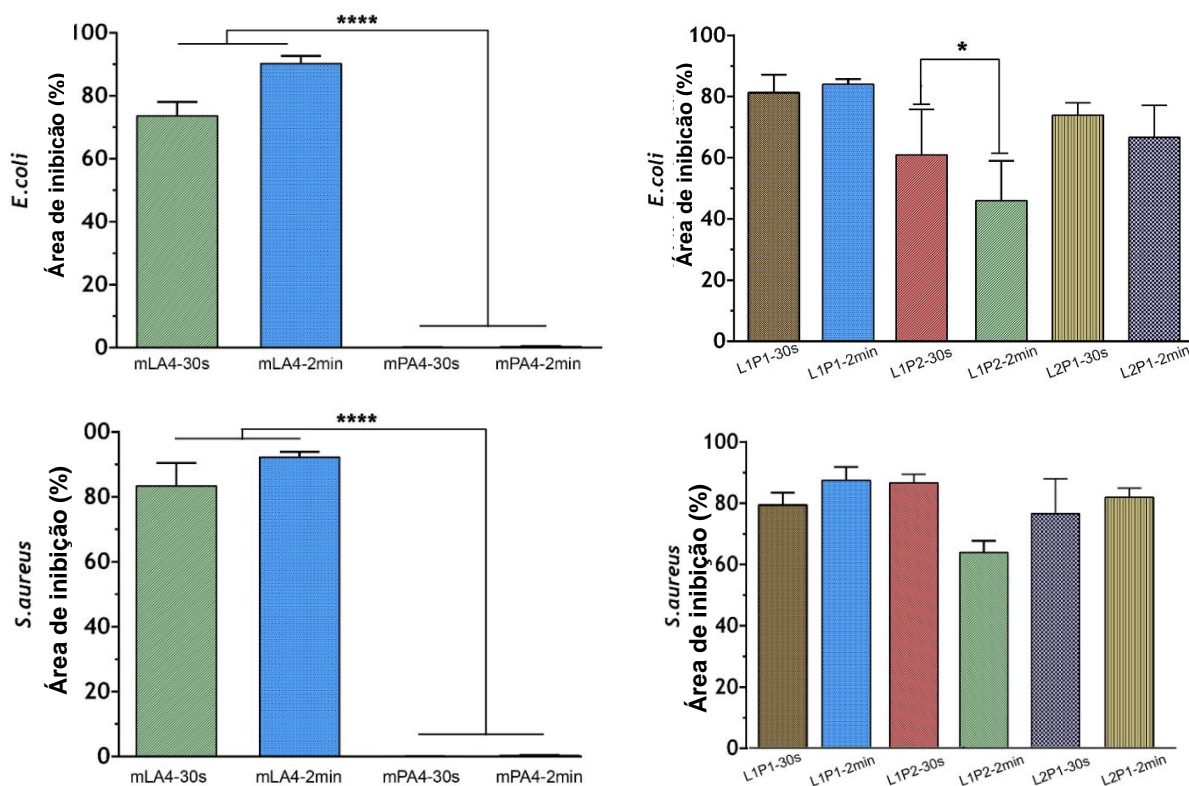 E.coli
Área de inibicão (%)
100
80
60
40
20
0
****
mLA4-30s
mLA4-2min
mPA4-30s
mPA4-2min
E.coli
Área de inibicão (%)
100
80
60
40
20
0
*
L1P1-30s
L1P1-2min
L1P2-30s
L1P2-2min
L2P1-30s
L2P1-2min
S.aureus
Área de inibição (%)
00
80
60
40
20
0
****
mLA4-30s
mLA4-2min
mPA4-30s
mPA4-2min
S.aureus
Área de inibição (%)
100
80
60
40
20
0
L1P1-30s
L1P1-2min
L1P2-30s
L1P2-2min
L2P1-30s
L2P1-2min